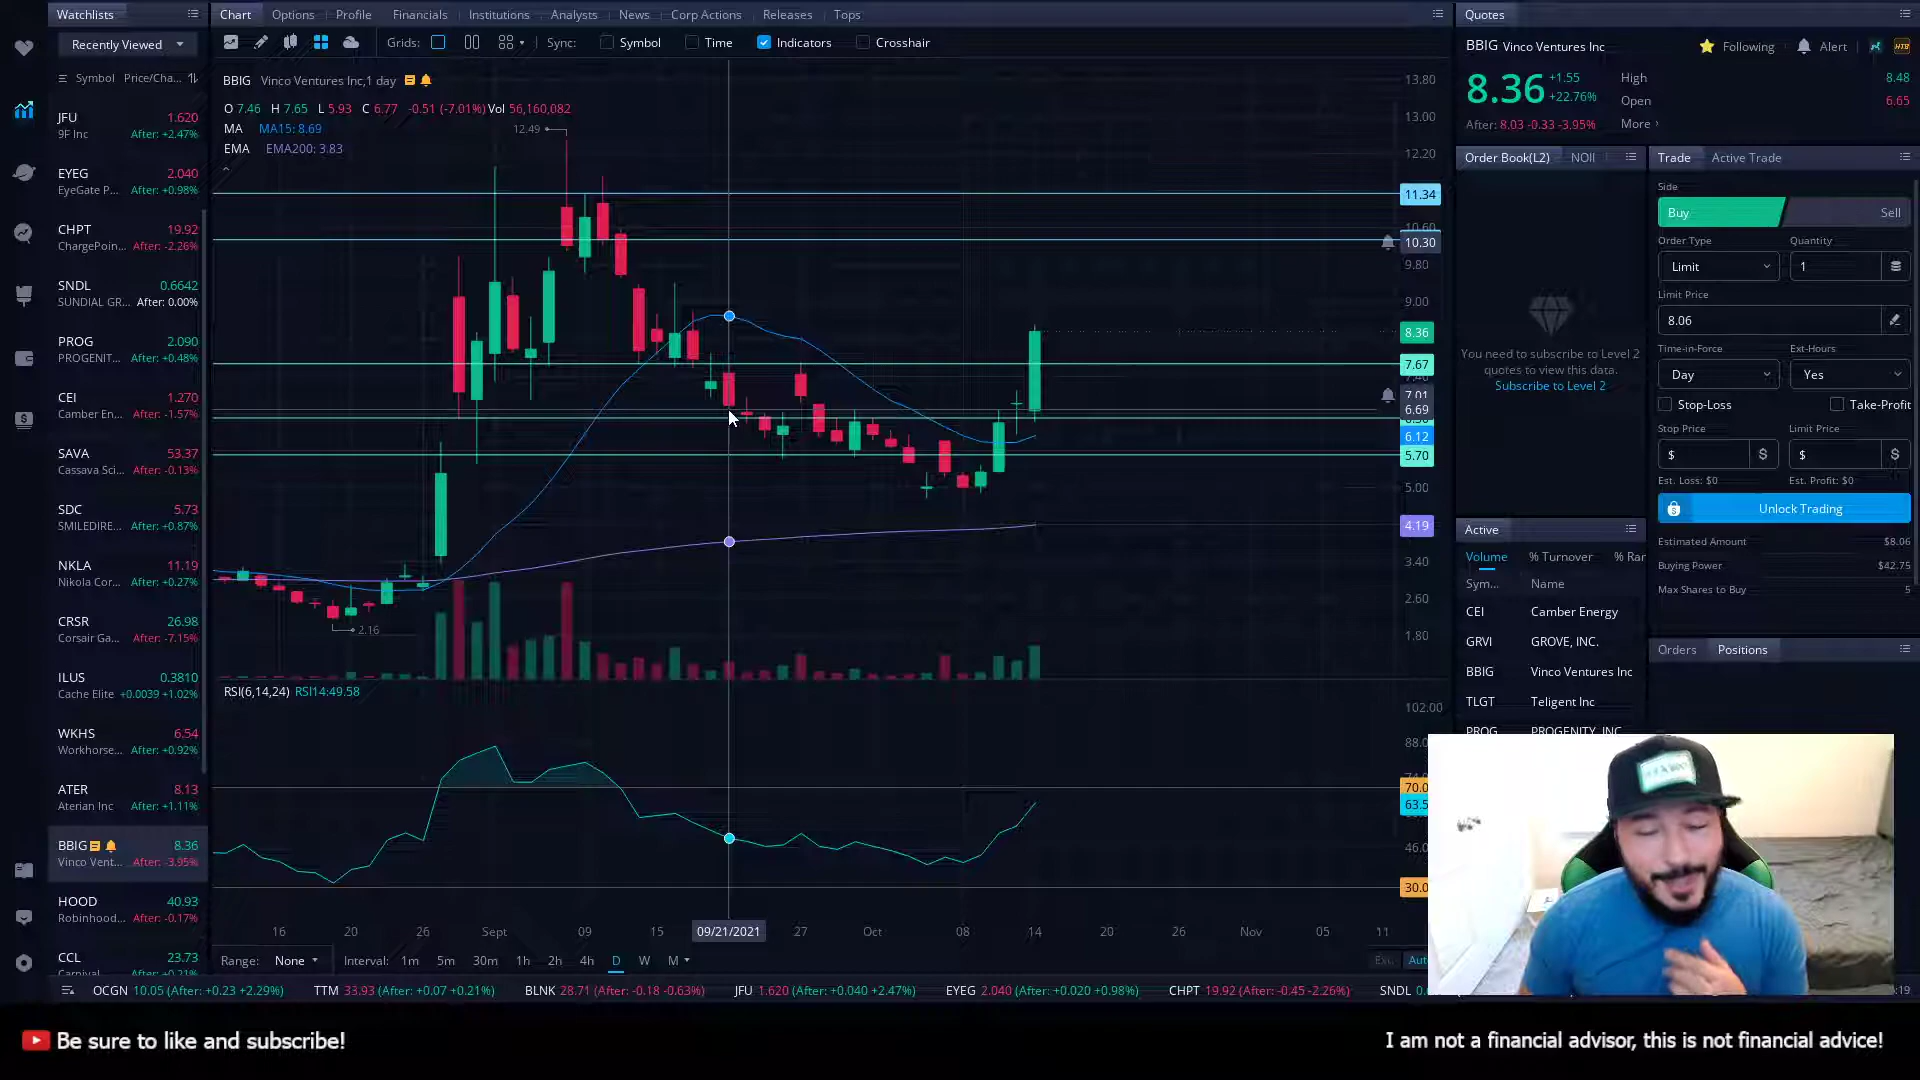 Watchlists
Recently Viewed
Symbol Price/Cha...
JFU 1.620
9F Inc After: +2.47%
EYEG 2.040
EyeGate P... After: +0.98%
CHPT 19.92
ChargePoin... After: -2.26%
SNDL 0.6642
SUNDIAL GR... After: 0.00%
PROG 2.090
PROGENIT... After: +0.48%
CEI 1.270
Camber En... After: -1.57%
SAVA 53.37
Cassava Sci... After: -0.13%
SDC 5.73
SMILEDIRE... After: +0.87%
NKLA 11.19
Nikola Cor... After: +0.27%
CRSR 26.98
Corsair Ga... After: -7.15%
ILUS 0.3810
Cache Elite +0.0039 +1.02%
WKHS 6.54
Workhorse... After: +0.92%
ATER 8.13
Aterian Inc After: +1.11%
BBIG 8.36
Vinco Vent... After: -3.95%
HOOD 40.93
Robinhood... After: -0.17%
CCL 23.73
Carnival After: +0.21%
Chart Options Profile Financials Institutions Analysts News Corp Actions Releases Tops
Grids: Sync: Symbol Time Indicators Crosshair
BBIG Vinco Ventures Inc,1 day
O 7.46 H 7.65 L 5.93 C 6.77 -0.51 (-7.01%) Vol 56,160,082
MA MA15: 8.69
EMA EMA200: 3.83
12.49
2.16
13.80
13.00
12.20
11.34
10.60
10.30
9.80
9.00
8.36
7.67
7.40
7.01
6.69
6.12
5.70
5.00
4.19
3.40
2.60
1.80
RSI(6,14,24) RSI14:49.58
102.00
88.0
70.0
63.5
46.0
30.0
16 20 26 Sept 09 15 09/21/2021 27 Oct 08 14 20 26 Nov 05 11
Range: None Interval: 1m 5m 30m 1h 2h 4h D W M Ext. Aut
OCGN 10.05 (After: +0.23 +2.29%) TTM 33.93 (After: +0.07 +0.21%) BLNK 28.71 (After: -0.18 -0.63%) JFU 1.620 (After: +0.040 +2.47%) EYEG 2.040 (After: +0.020 +0.98%) CHPT 19.92 (After: -0.45 -2.26%) SNDL
Quotes
BBIG Vinco Ventures Inc Following Alert HTB
8.36 +1.55 +22.76%
High 8.48
Open 6.65
After: 8.03 -0.33 -3.95% More
Order Book(L2) NOII
You need to subscribe to Level 2
quotes to view this data.
Subscribe to Level 2
Active
Volume % Turnover % Ran
Sym... Name
CEI Camber Energy
GRVI GROVE, INC.
BBIG Vinco Ventures Inc
TLGT Teligent Inc
PROG PROGENITY, INC
Trade Active Trade
Side
Buy Sell
Order Type Quantity
Limit 1
Limit Price
8.06
Time-in-Force Ext-Hours
Day Yes
Stop-Loss Take-Profit
Stop Price Limit Price
$ $ $ $
Est. Loss: $0 Est. Profit: $0
Unlock Trading
Estimated Amount $8.06
Buying Power $42.75
Max Shares to Buy 5
Orders Positions
Be sure to like and subscribe!
I am not a financial advisor, this is not financial advice!